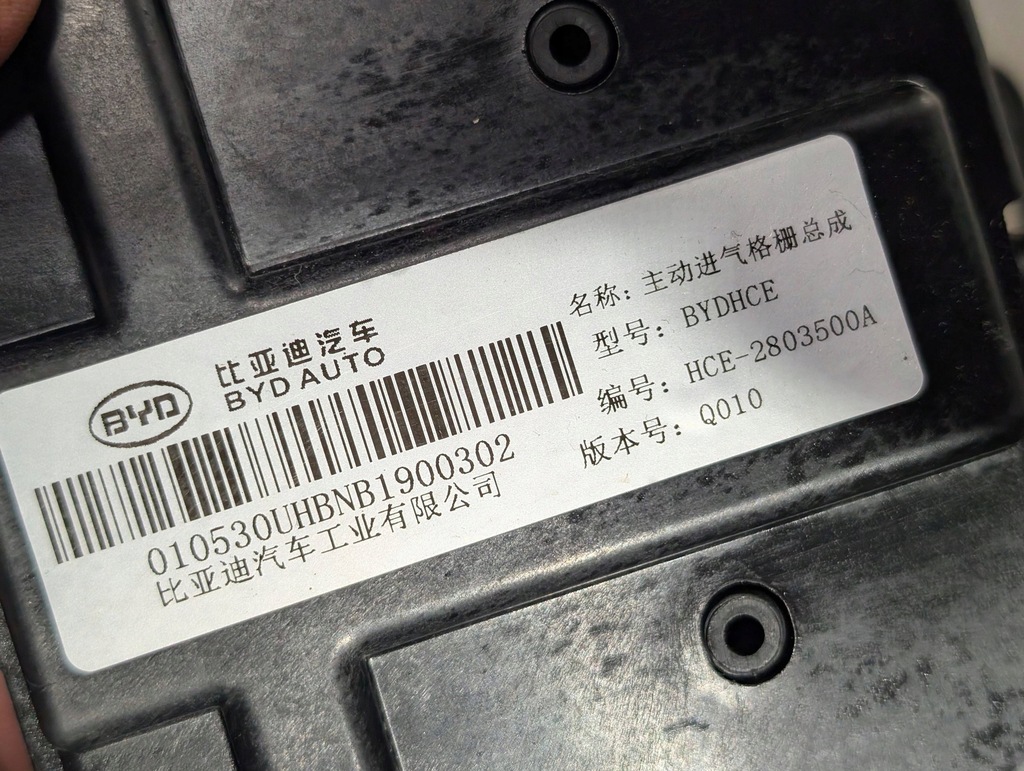 BYD
比亚迪汽车
BYD AUTO
010530UHBNB1900302
比亚迪汽车工业有限公司
名称：主动进气格栅总成
型号：BYDHCE
编号：HCE-2803500A
版本号：Q010